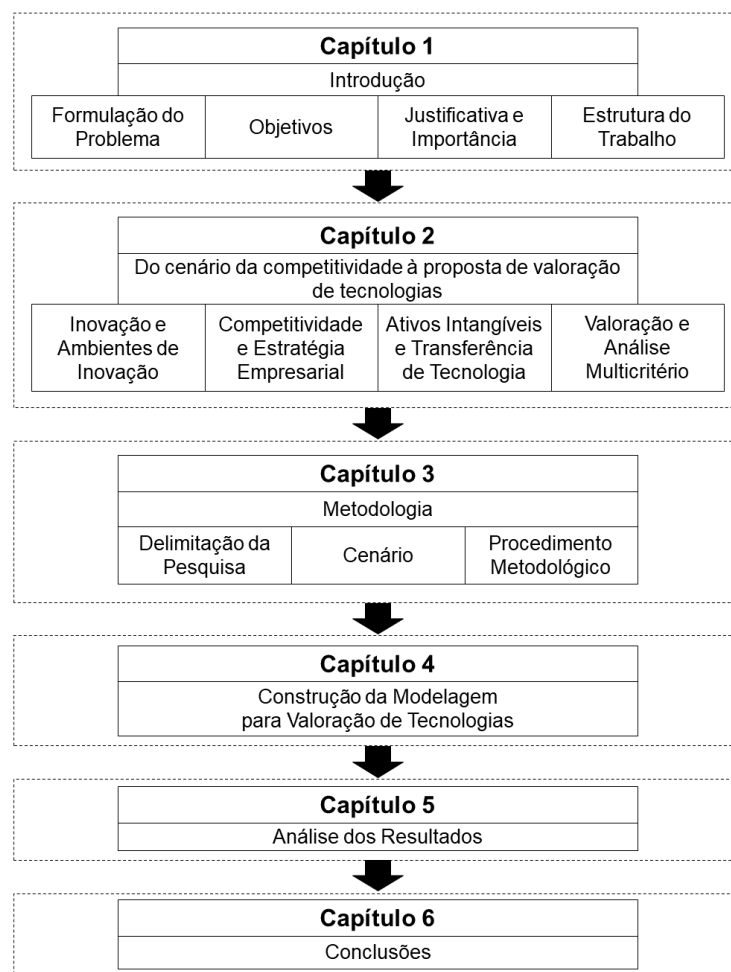 Capítulo 1
Introdução
Formulação do
Problema
Objetivos
Justificativa e
Importância
Estrutura do
Trabalho
Capítulo 2
Do cenário da competitividade à proposta de valoração
de tecnologias
Inovação e
Ambientes de
Inovação
Competitividade
e Estratégia
Empresarial
Ativos Intangíveis
e Transferência
de Tecnologia
Valoração e
Análise
Multicritério
Capítulo 3
Metodologia
Delimitação da
Pesquisa
Cenário
Procedimento
Metodológico
Capítulo 4
Construção da Modelagem
para Valoração de Tecnologias
Capítulo 5
Análise dos Resultados
Capítulo 6
Conclusões